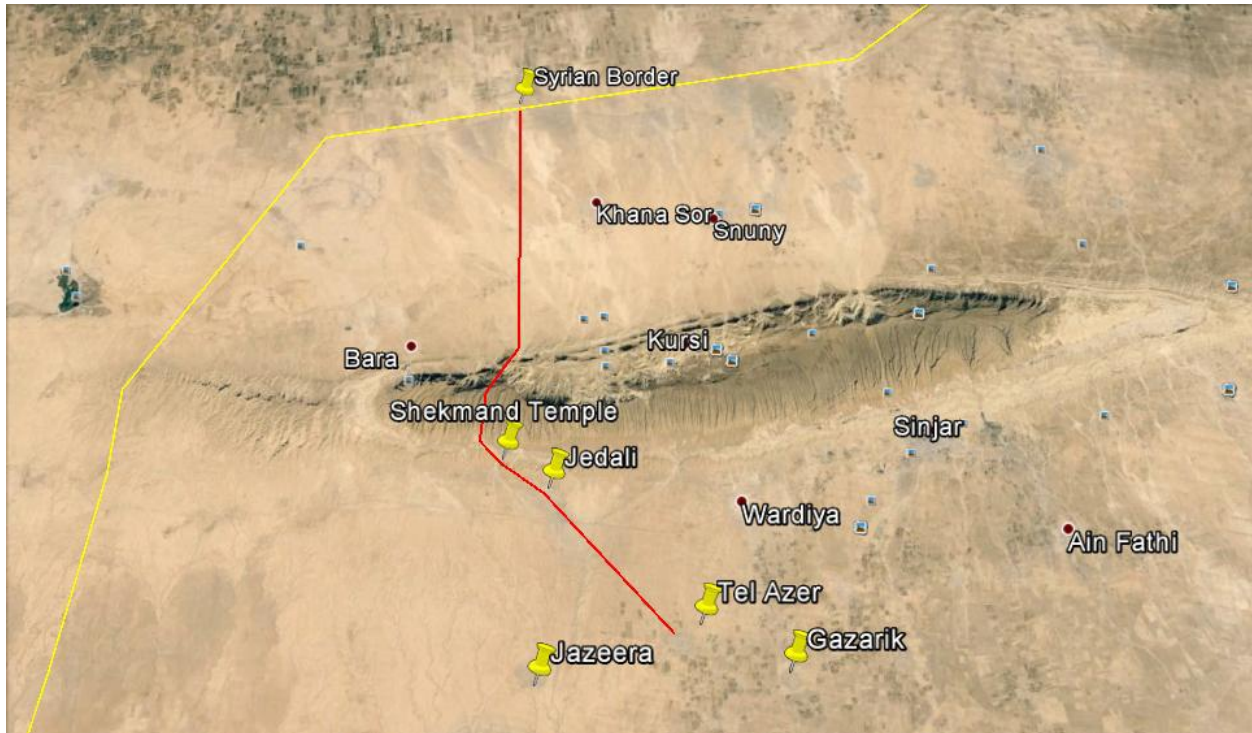 Syrian Border
Khana Sor
Snuny
Kursi
Bara
Shekmand Temple
Sinjar
Jedali
Wardiya
Ain Fathi
Tel Azer
Gazarik
Jazeera